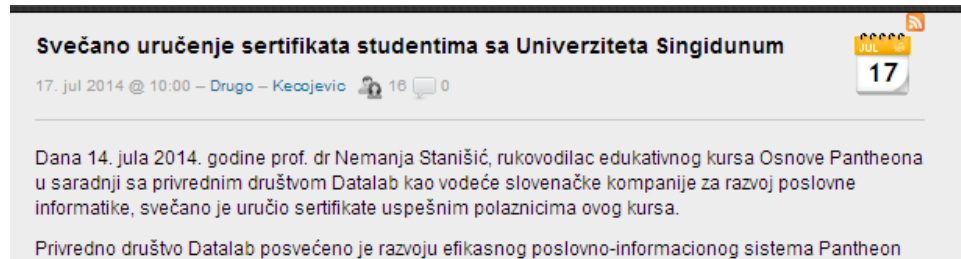 Svečano uručenje sertifikata studentima sa Univerziteta Singidunum
JUL
17
17. jul 2014 @ 10:00 – Drugo – Kecojevic 16 0
Dana 14. jula 2014. godine prof. dr Nemanja Stanišić, rukovodilac edukativnog kursa Osnove Pantheona
u saradnji sa privrednim društvom Datalab kao vodeće slovenačke kompanije za razvoj poslovne
informatike, svečano je uručio sertifikate uspešnim polaznicima ovog kursa.
Privredno društvo Datalab posvećeno je razvoju efikasnog poslovno-informacionog sistema Pantheon